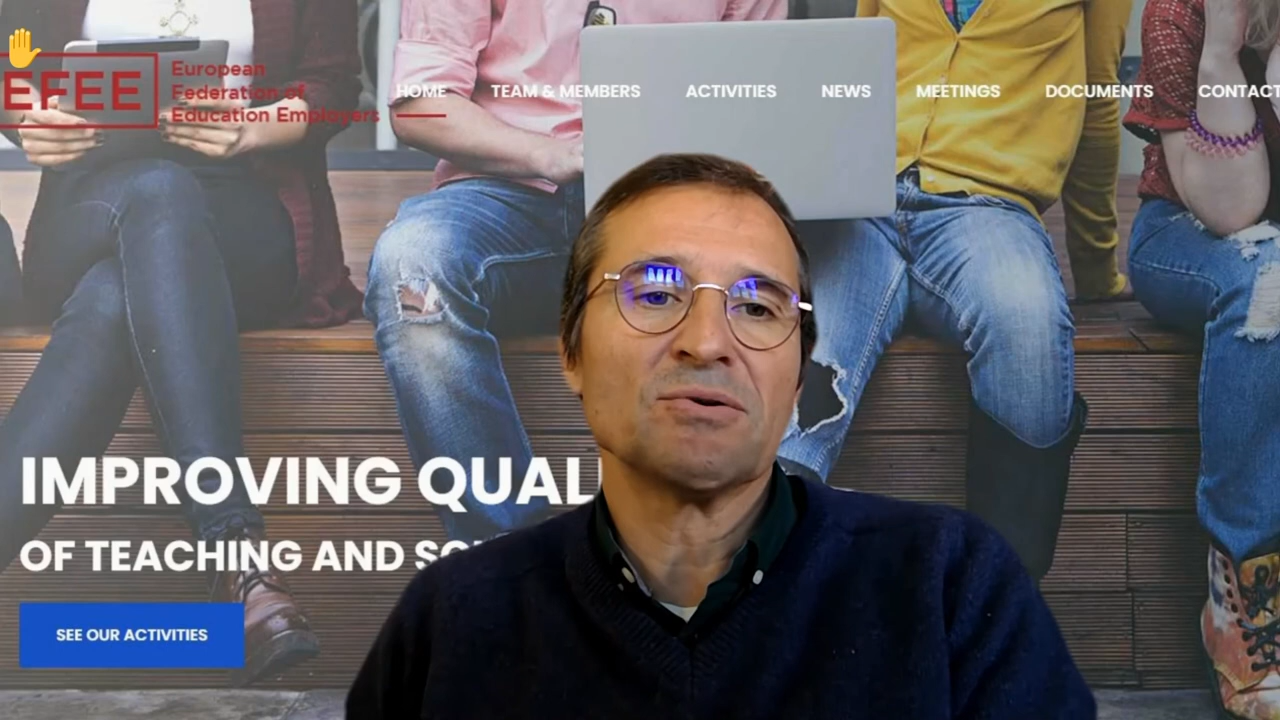 EFEE
European
Federation of
Education Employers
HOME TEAM & MEMBERS ACTIVITIES NEWS MEETINGS DOCUMENTS CONTACT
IMPROVING QUAL
OF TEACHING AND
SEE OUR ACTIVITIES